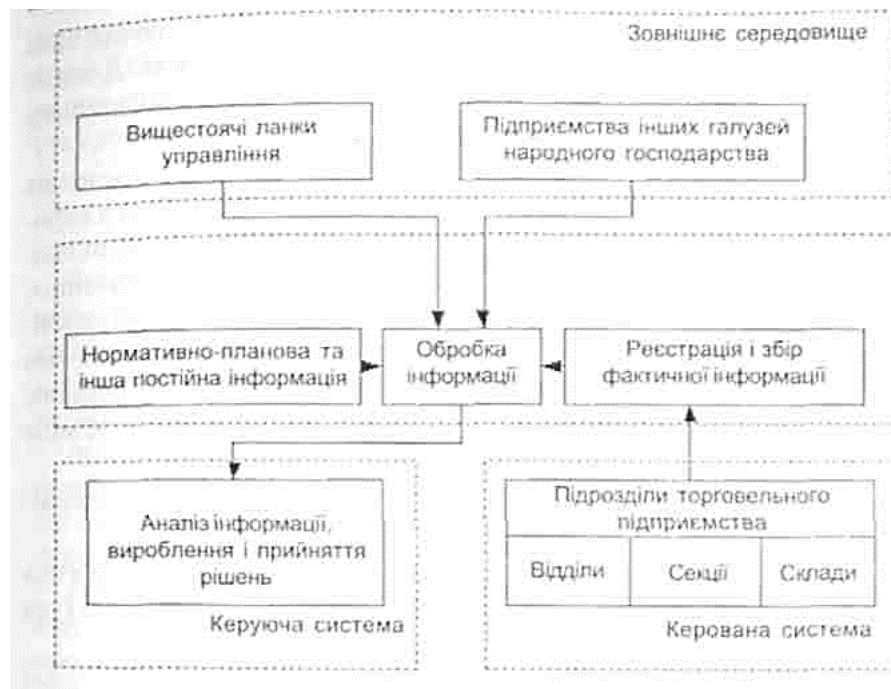 Зовнішнє середовище
Вищестоячі ланки
управління
Підприємства інших галузей
народного господарства
Нормативно-планова та
інша постійна інформація
Обробка
інформації
Реєстрація і збір
фактичної інформації
Аналіз інформації,
вироблення і прийняття
рішень
Керуюча система
Підрозділи торговельного
підприємства
Відділи
Секції
Склади
Керована система